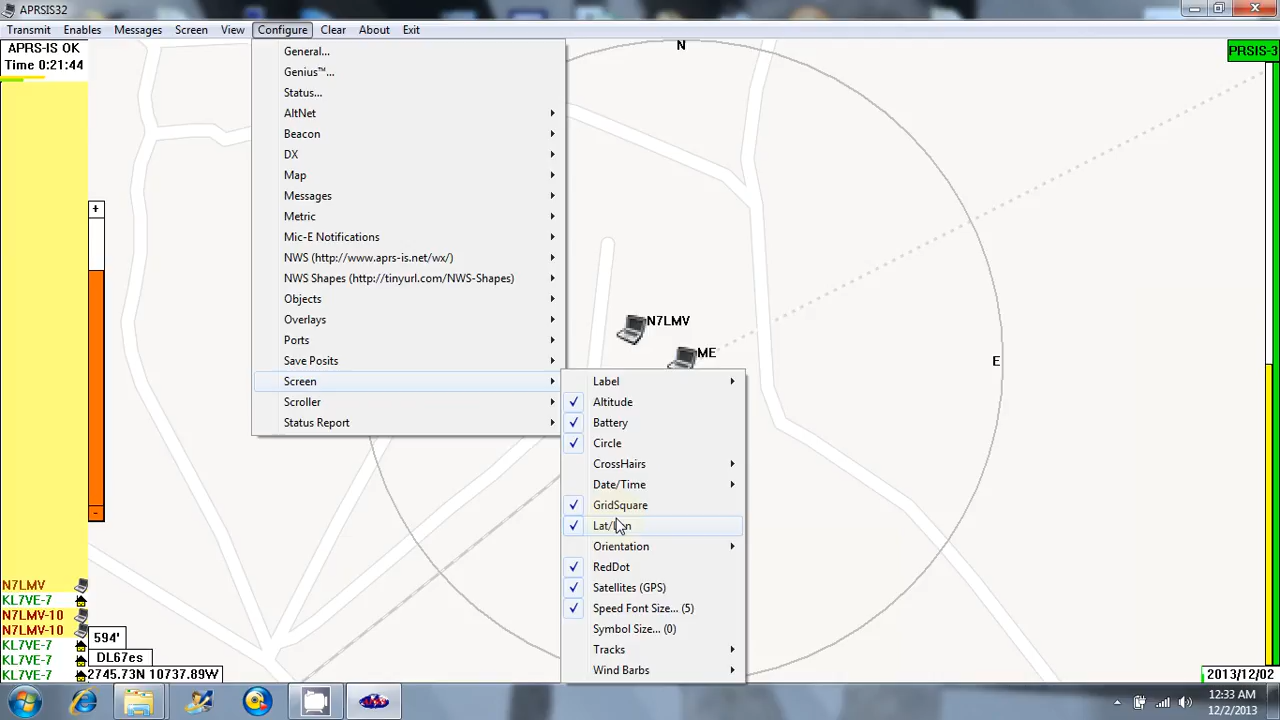 APRSIS32
Transmit Enables Messages Screen View Configure Clear About Exit
APRS-IS OK
Time 0:21:44
N
PRSIS-3
General...
Genius™...
Status...
AltNet
Beacon
DX
Map
Messages
Metric
Mic-E Notifications
NWS (http://www.aprs-is.net/wx/)
NWS Shapes (http://tinyurl.com/NWS-Shapes)
Objects
Overlays
Ports
Save Posits
Screen
Scroller
Status Report
+
-
N7LMV
ME
E
Label
Altitude
Battery
Circle
CrossHairs
Date/Time
GridSquare
Lat/Lon
Orientation
RedDot
Satellites (GPS)
Speed Font Size... (5)
Symbol Size... (0)
Tracks
Wind Barbs
N7LMV
KL7VE-7
N7LMV-10
N7LMV-10
KL7VE-7
KL7VE-7
KL7VE-7
594'
DL67es
2745.73N 10737.89W
2013/12/02
12:33 AM
12/2/2013